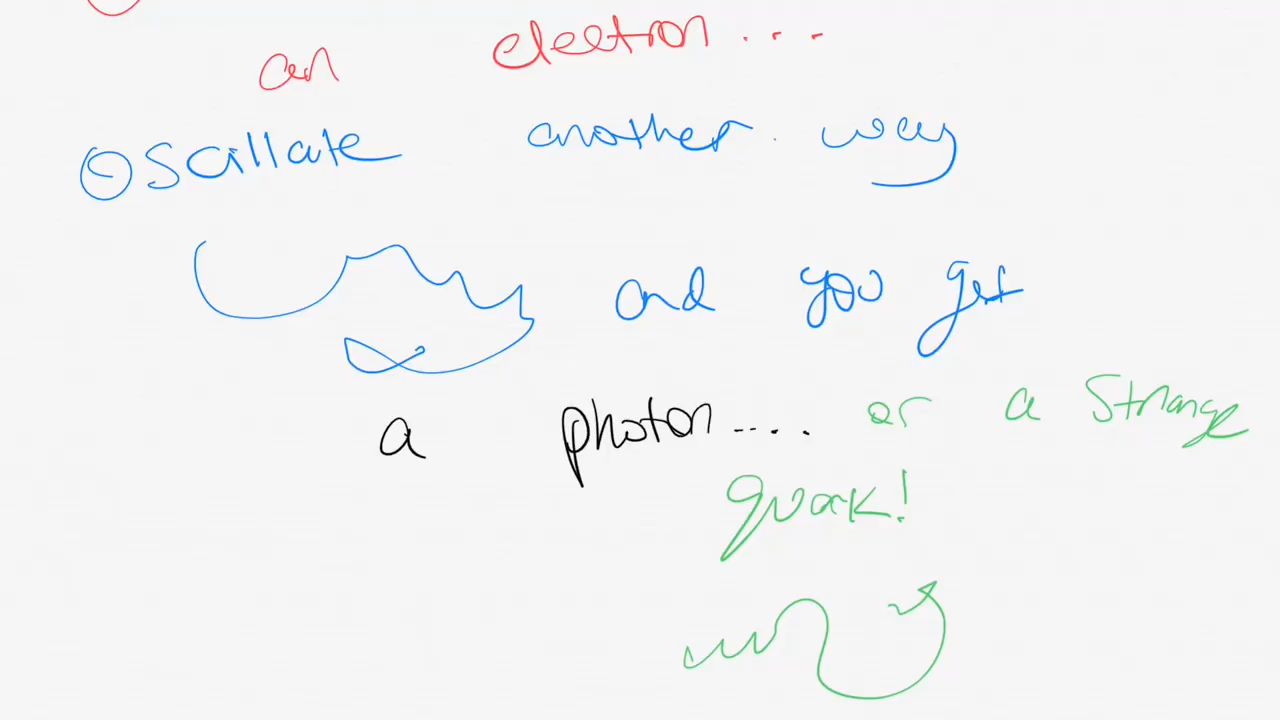 an electron...
Oscillate another way
and you get
a photon.... or a strange
quark!